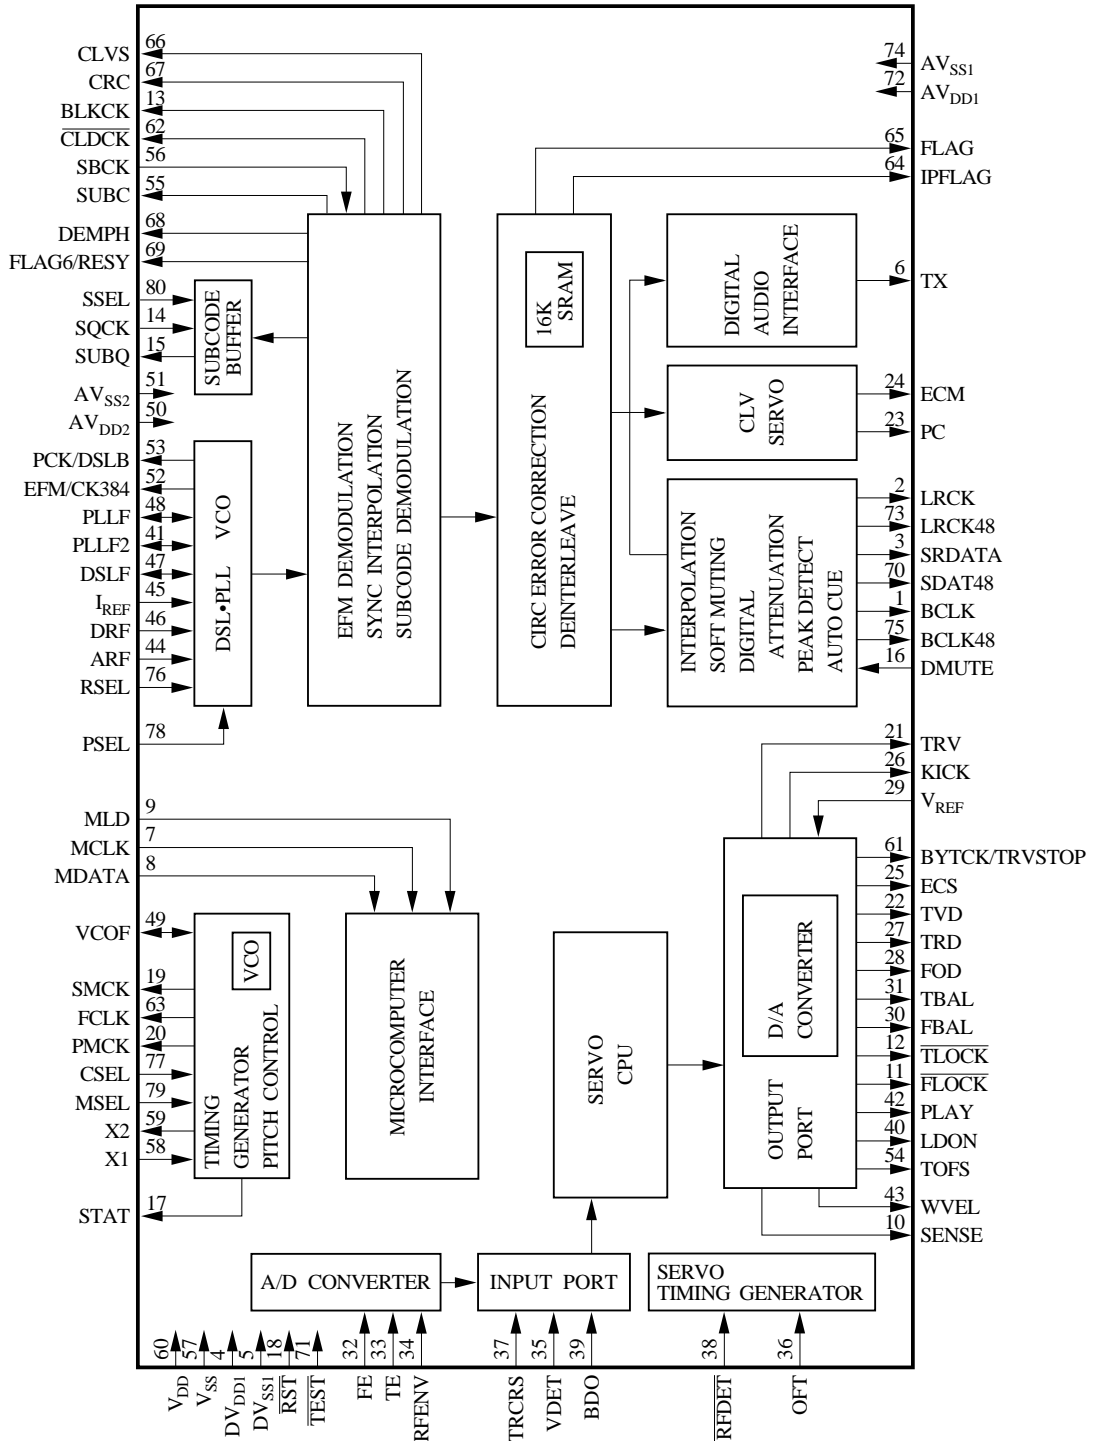 66
CLVS
67
CRC
13
BLKCK
62
CLDCK
56
SBCK
55
SUBC
68
DEMPH
69
FLAG6/RESY
80
SSEL
14
SQCK
15
SUBQ
51
AVSS2
50
AVDD2
53
PCK/DSLB
52
EFM/CK384
48
PLLF
41
PLLF2
47
DSLF
45
IREF
46
DRF
44
ARF
76
RSEL
78
PSEL
9
MLD
7
MCLK
8
MDATA
49
VCOF
19
SMCK
63
FCLK
20
PMCK
77
CSEL
79
MSEL
59
X2
58
X1
17
STAT
SUBCODE
BUFFER
DSL•PLL VCO
EFM DEMODULATION
SYNC INTERPOLATION
SUBCODE DEMODULATION
16K
SRAM
CIRC ERROR CORRECTION
DEINTERLEAVE
DIGITAL
AUDIO
INTERFACE
CLV
SERVO
INTERPOLATION
SOFT MUTING
DIGITAL
ATTENUATION
PEAK DETECT
AUTO CUE
VCO
TIMING
GENERATOR
PITCH CONTROL
MICROCOMPUTER
INTERFACE
SERVO
CPU
D/A
CONVERTER
OUTPUT
PORT
A/D CONVERTER
INPUT PORT
SERVO
TIMING GENERATOR
74
AVSS1
72
AVDD1
65
FLAG
64
IPFLAG
6
TX
24
ECM
23
PC
2
LRCK
73
LRCK48
3
SRDATA
70
SDAT48
1
BCLK
75
BCLK48
16
DMUTE
21
TRV
26
KICK
29
VREF
61
BYTCK/TRVSTOP
25
ECS
22
TVD
27
TRD
28
FOD
31
TBAL
30
FBAL
12
TLOCK
11
FLOCK
42
PLAY
40
LDON
54
TOFS
43
WVEL
10
SENSE
60
VDD
57
VSS
4
DVDD1
5
DVSS1
18
RST
71
TEST
32
FE
33
TE
34
RFENV
37
TRCRS
35
VDET
39
BDO
38
RFDET
36
OFT